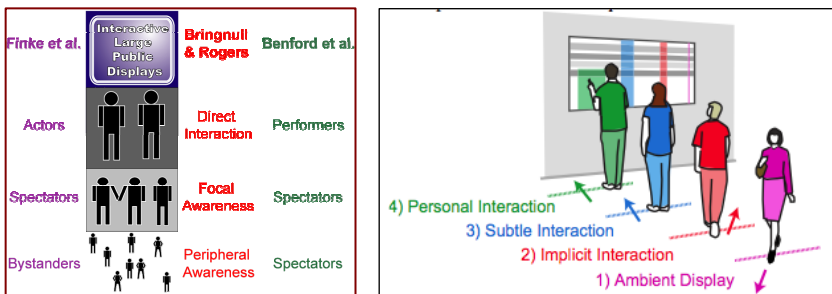 Finke et al.
Interactive
Large
Public
Displays
Bringnull
& Rogers
Benford et al.
Actors
Direct
Interaction
Performers
Spectators
Focal
Awareness
Spectators
Bystanders
Peripheral
Awareness
Spectators
4) Personal Interaction
3) Subtle Interaction
2) Implicit Interaction
1) Ambient Display